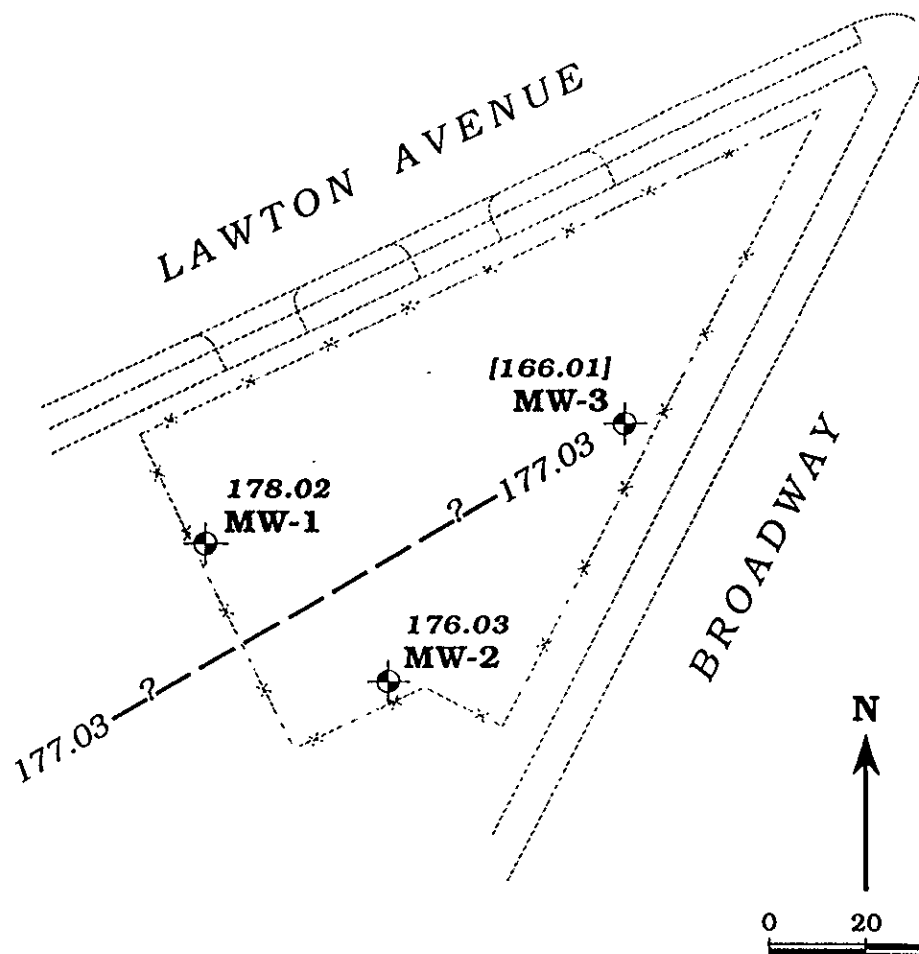 LAWTON AVENUE
[166.01]
MW-3
177.03
?
BROADWAY
178.02
MW-1
176.03
MW-2
?
177.03
N
0 20